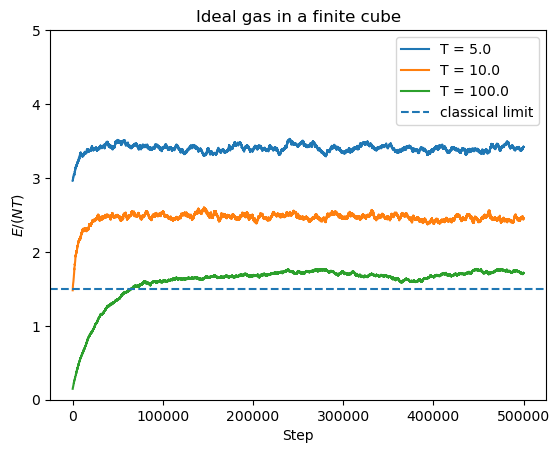 Ideal gas in a finite cube
5
4
3
2
1
0
E/(NT)
T = 5.0
T = 10.0
T = 100.0
classical limit
0 100000 200000 300000 400000 500000
Step